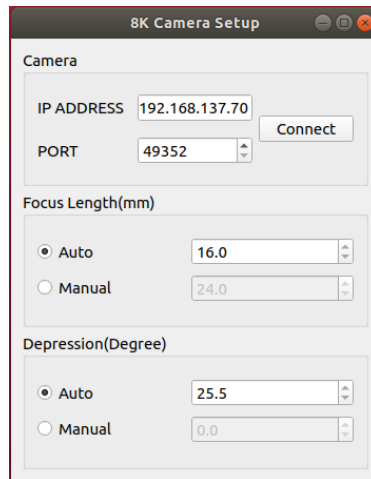 8K Camera Setup
Camera
IP ADDRESS 192.168.137.70
Connect
PORT 49352
Focus Length(mm)
Auto 16.0
Manual 24.0
Depression(Degree)
Auto 25.5
Manual 0.0